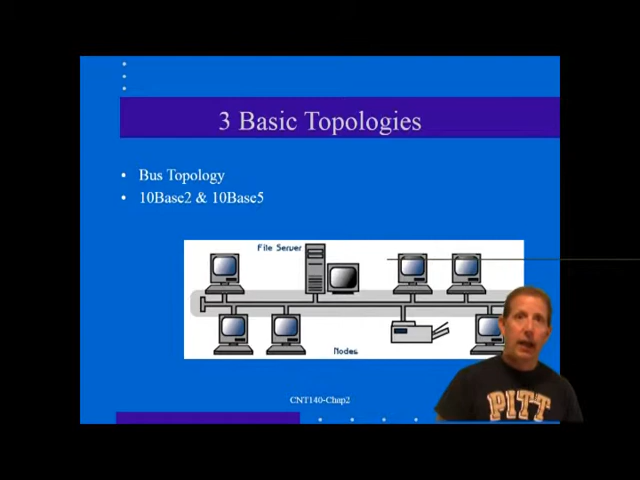 3 Basic Topologies
• Bus Topology
• 10Base2 & 10Base5
File Server
Nodes
CNT140-Chap2
PITT